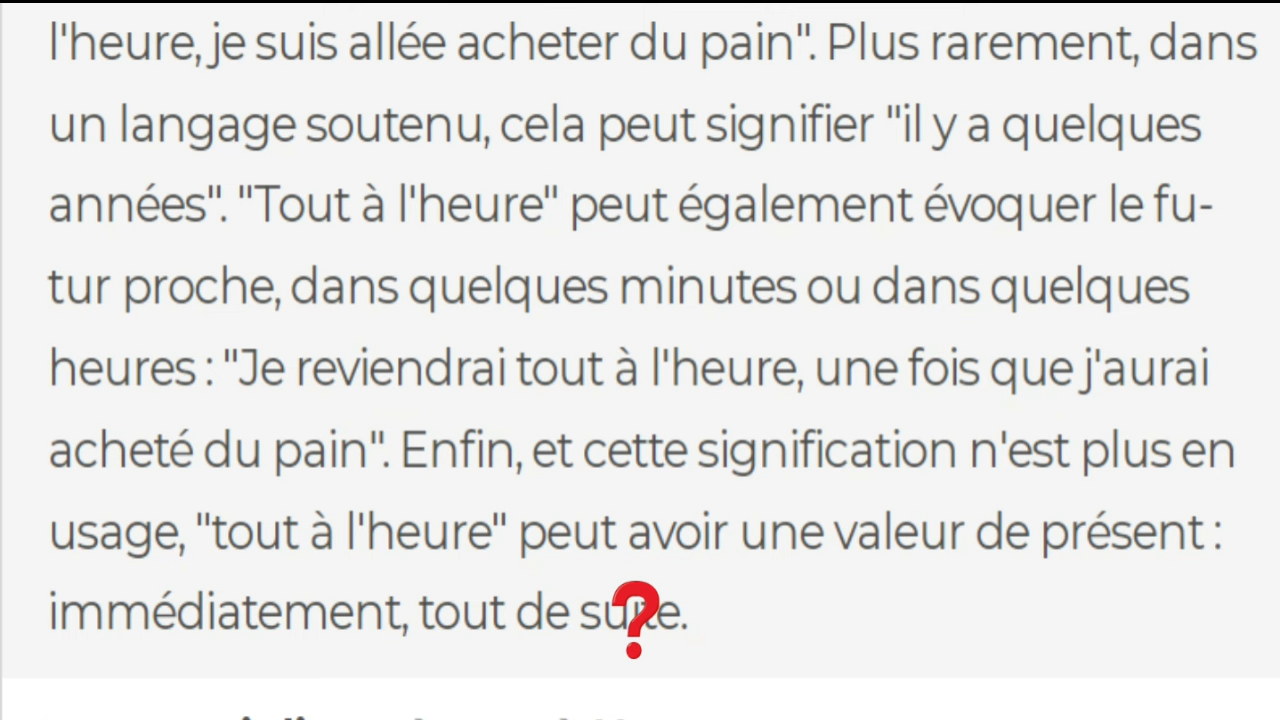 l'heure, je suis allée acheter du pain". Plus rarement, dans
un langage soutenu, cela peut signifier "il y a quelques
années". "Tout à l'heure" peut également évoquer le fu-
tur proche, dans quelques minutes ou dans quelques
heures : "Je reviendrai tout à l'heure, une fois que j'aurai
acheté du pain". Enfin, et cette signification n'est plus en
usage, "tout à l'heure" peut avoir une valeur de présent :
immédiatement, tout de suite.